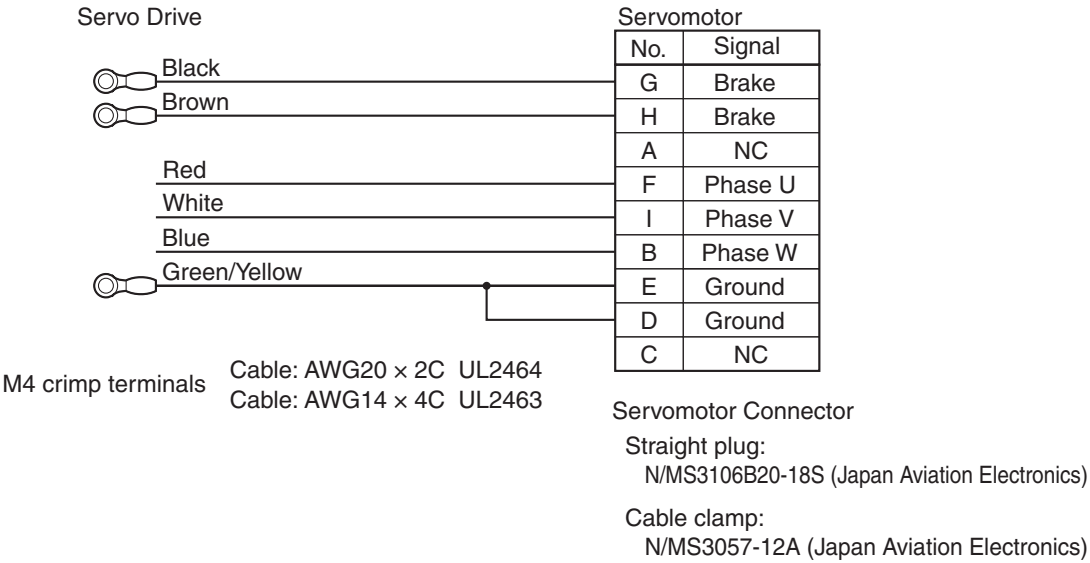 Servo Drive
Servomotor
No. Signal
Black
G Brake
Brown
H Brake
A NC
Red
F Phase U
White
I Phase V
Blue
B Phase W
Green/Yellow
E Ground
D Ground
C NC
M4 crimp terminals
Cable: AWG20 × 2C UL2464
Cable: AWG14 × 4C UL2463
Servomotor Connector
Straight plug:
N/MS3106B20-18S (Japan Aviation Electronics)
Cable clamp:
N/MS3057-12A (Japan Aviation Electronics)